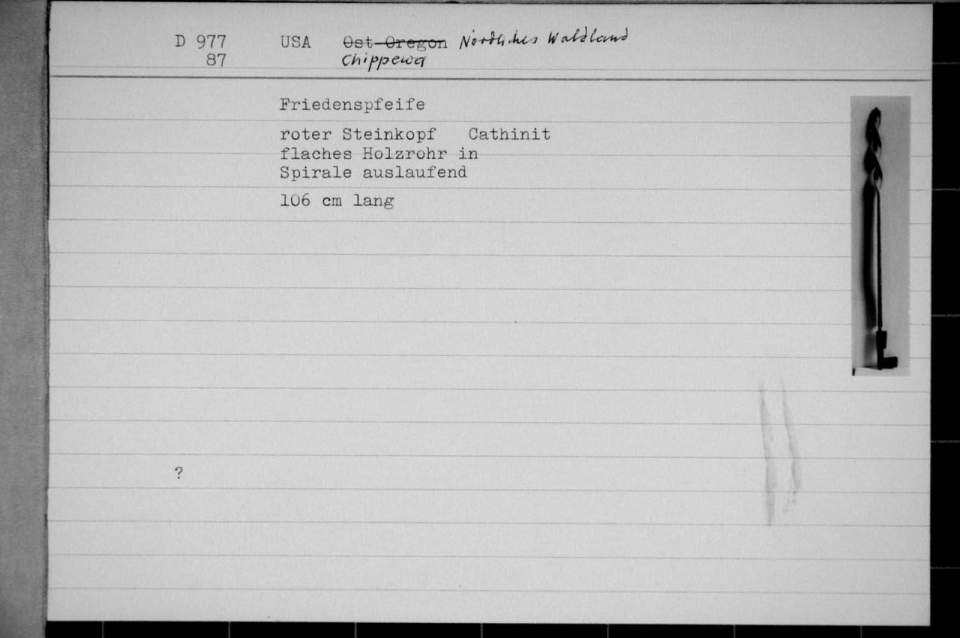 D 977 USA Ost-Oregon Nördliches Waldland
87 Chippewa
Friedenspfeife
roter Steinkopf Cathinit
flaches Holzrohr in
Spirale auslaufend
106 cm lang
?